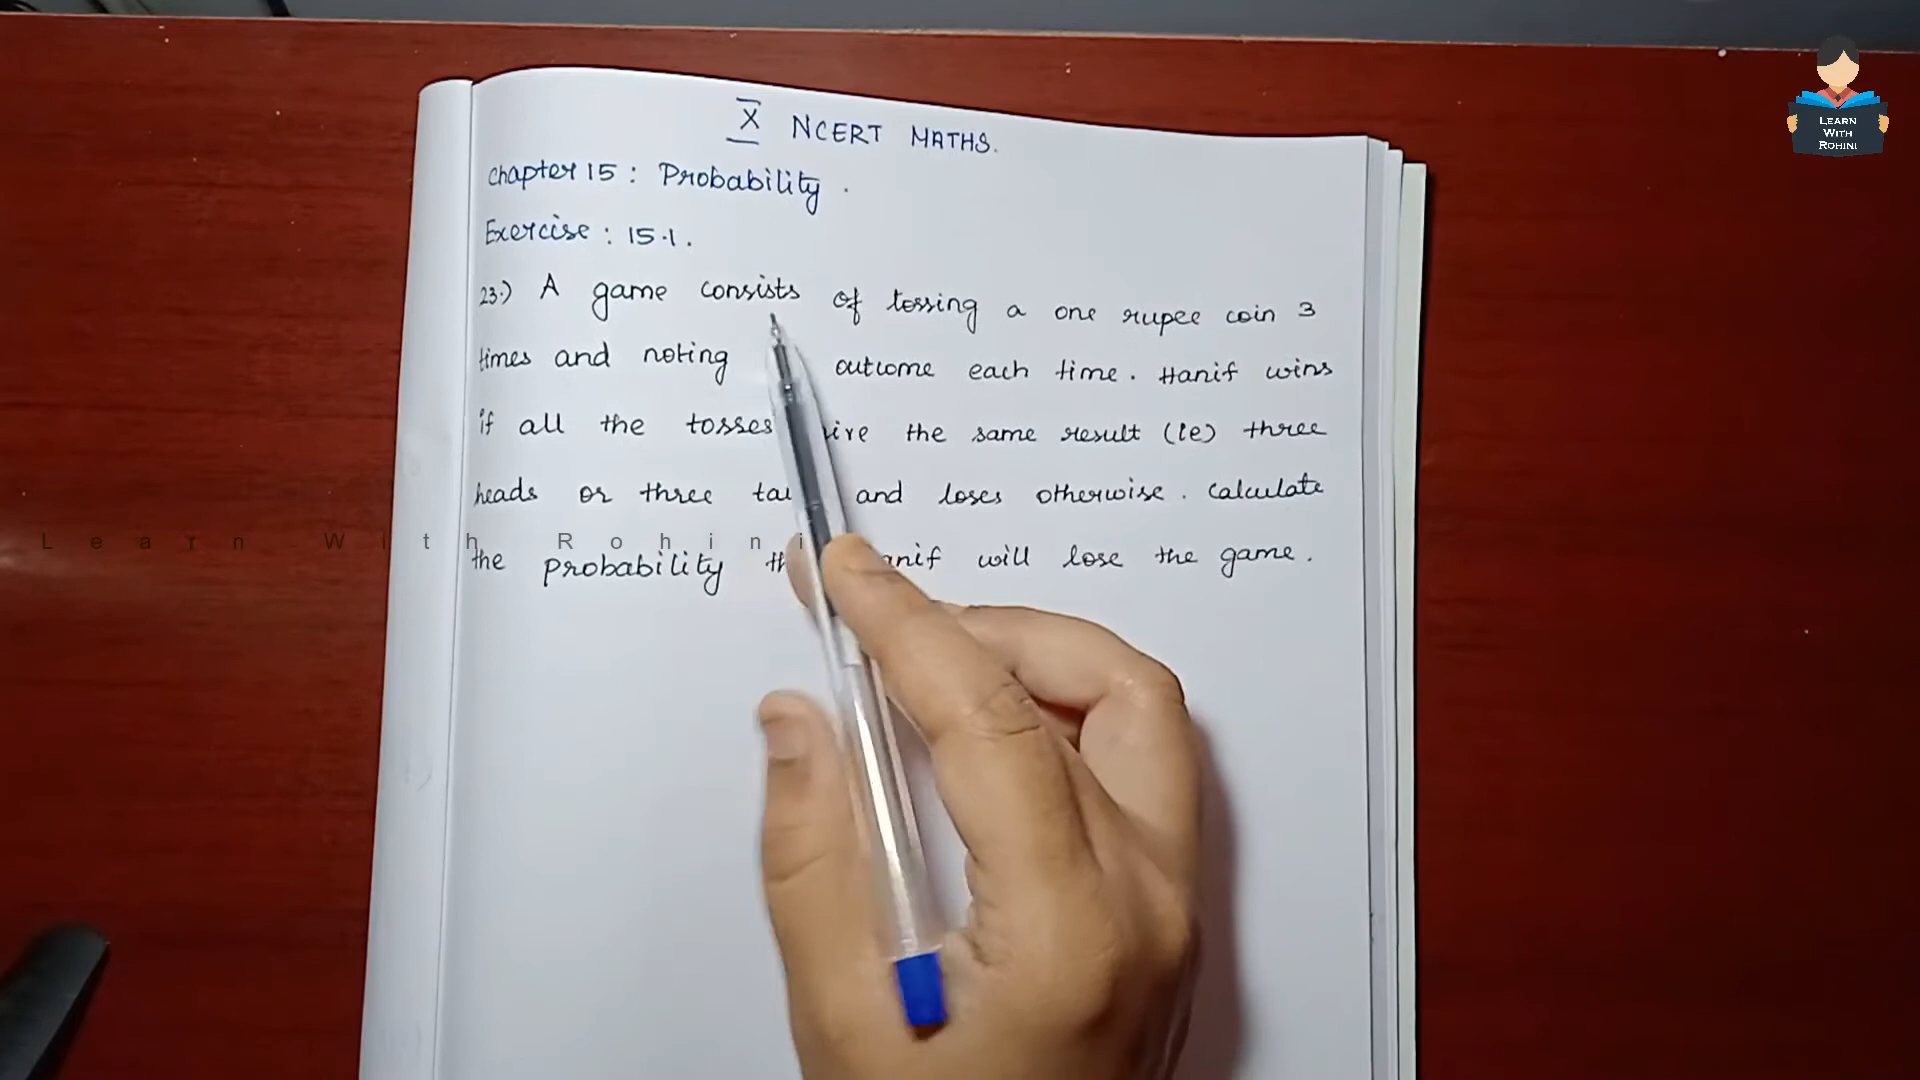 X NCERT MATHS.
Chapter 15 : Probability .
Exercise : 15.1.
23.) A game consists of tossing a one rupee coin 3
times and noting outcome each time. Hanif wins
if all the tosses the same result (ie) three
heads or three and loses otherwise. Calculate
the probability will lose the game.
LEARN
WITH
ROHINI
Learn With Rohini